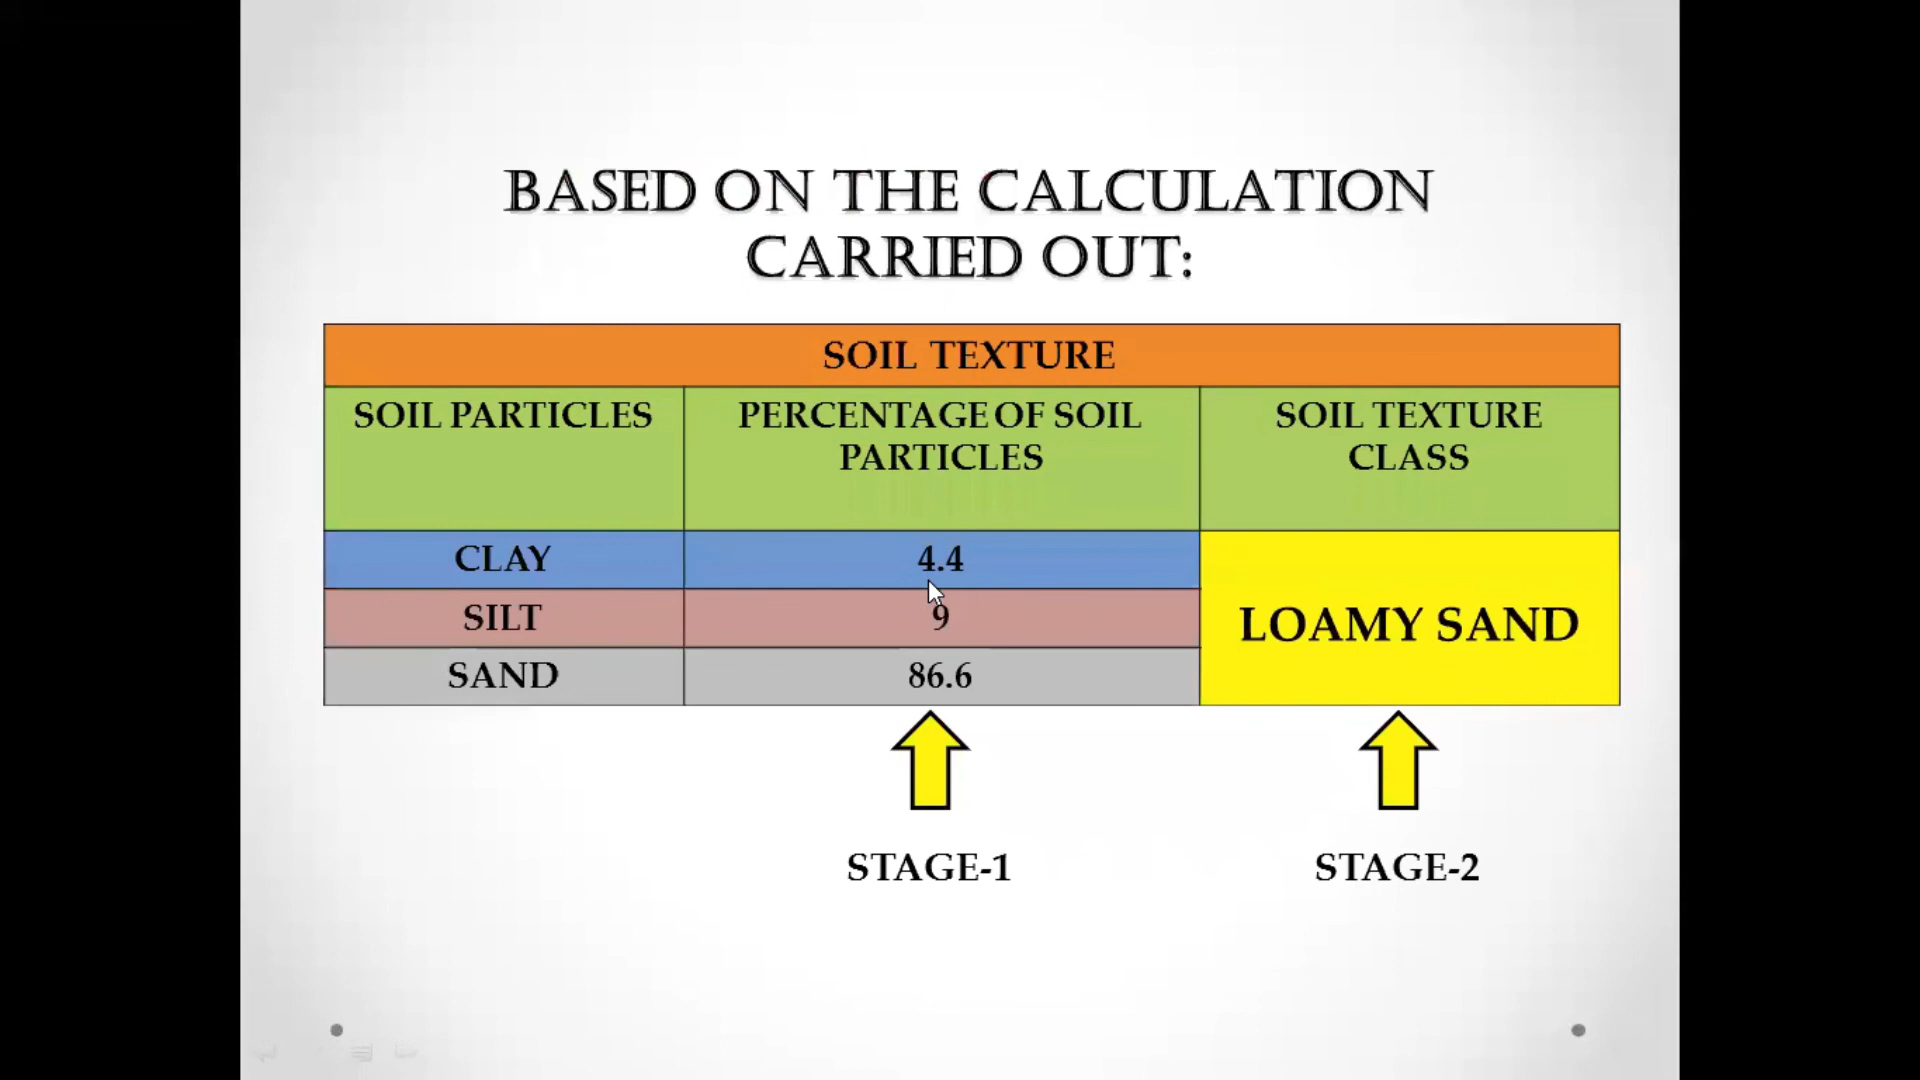 BASED ON THE CALCULATION
CARRIED OUT:
SOIL TEXTURE
SOIL PARTICLES
PERCENTAGE OF SOIL
PARTICLES
SOIL TEXTURE
CLASS
CLAY
4.4
SILT
9
SAND
86.6
LOAMY SAND
STAGE-1
STAGE-2